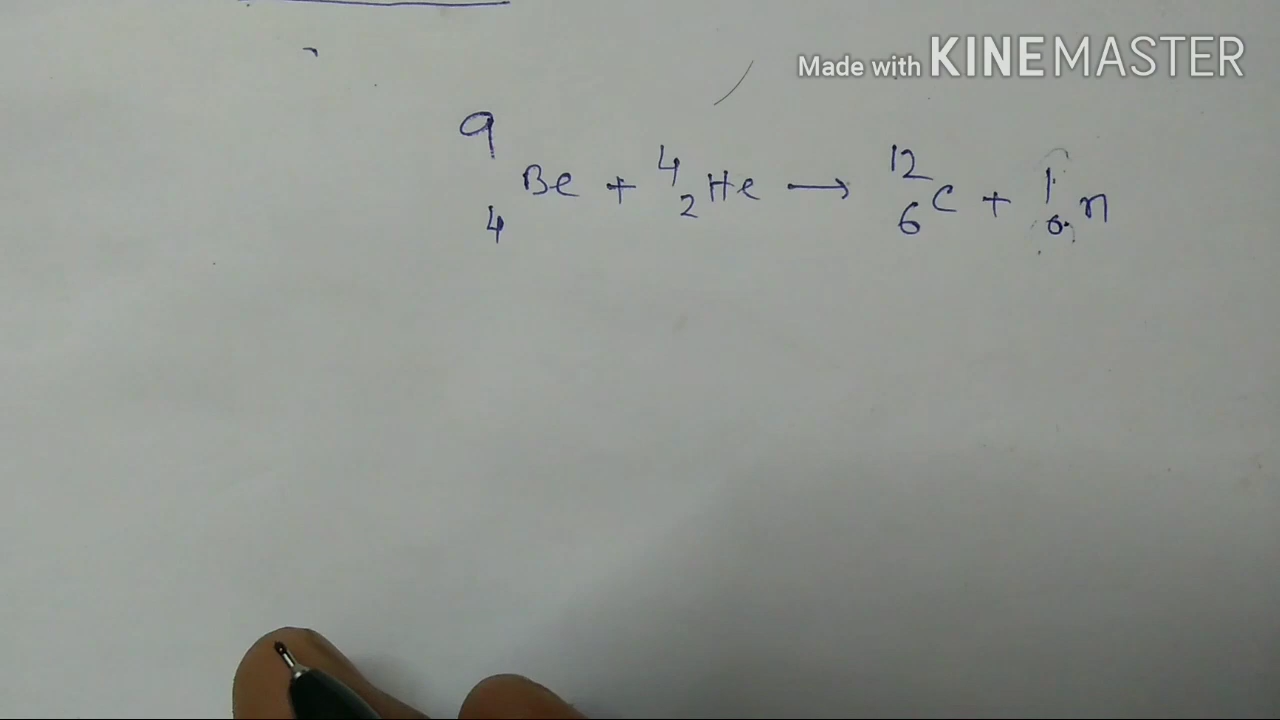 Made with KINEMASTER
⁹₄Be + ⁴₂He → ¹²₆C + ¹₀n